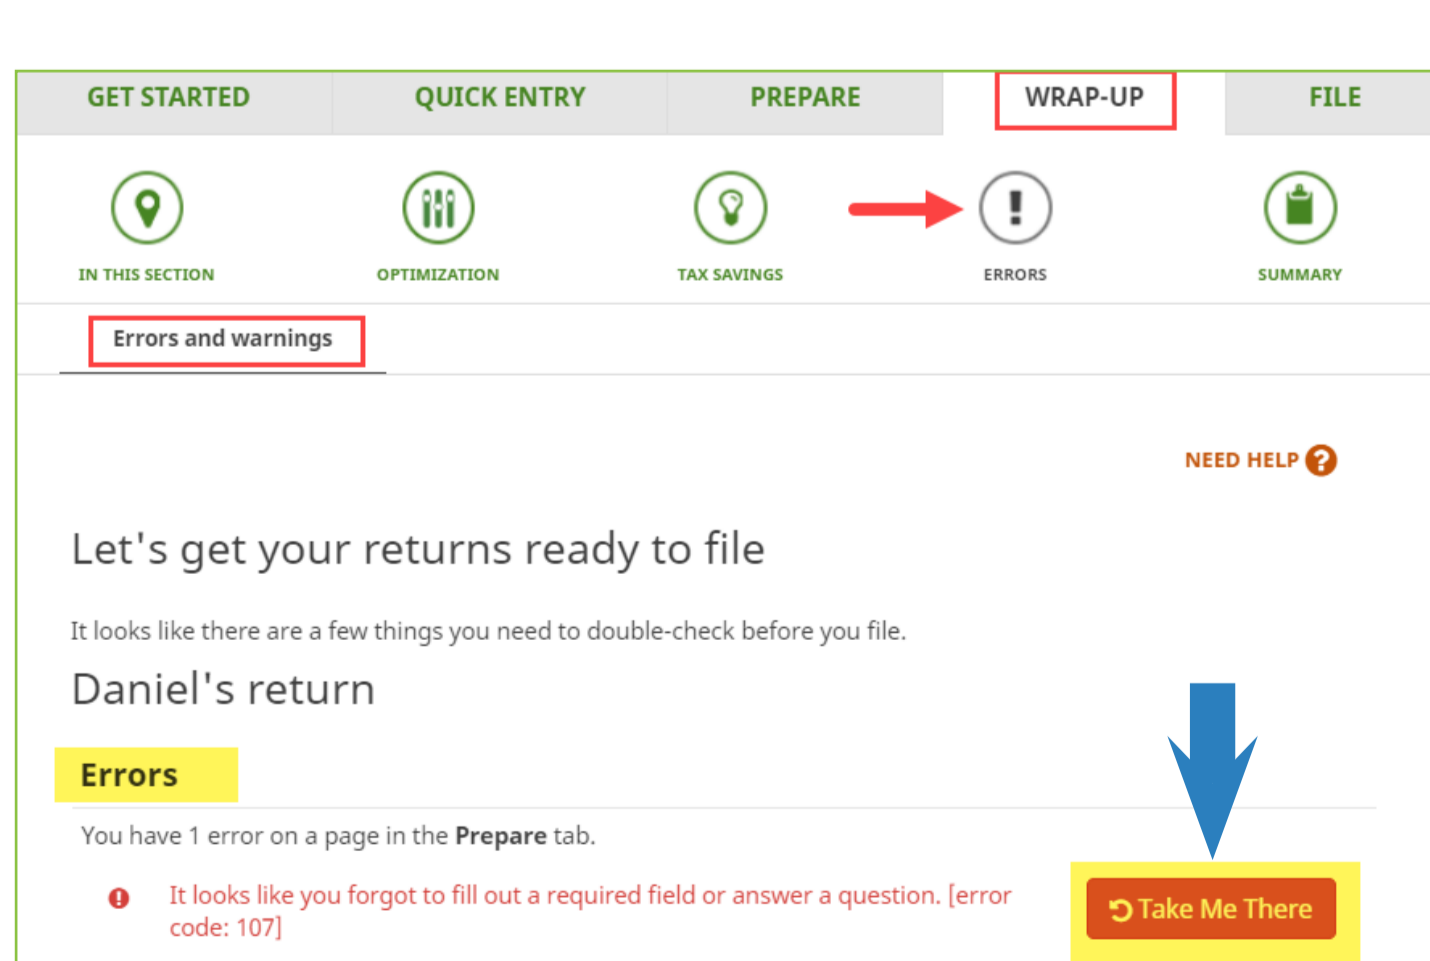 GET STARTED QUICK ENTRY PREPARE WRAP-UP FILE
IN THIS SECTION OPTIMIZATION TAX SAVINGS ERRORS SUMMARY
Errors and warnings
NEED HELP ?
Let's get your returns ready to file
It looks like there are a few things you need to double-check before you file.
Daniel's return
Errors
You have 1 error on a page in the Prepare tab.
It looks like you forgot to fill out a required field or answer a question. [error
code: 107]
Take Me There